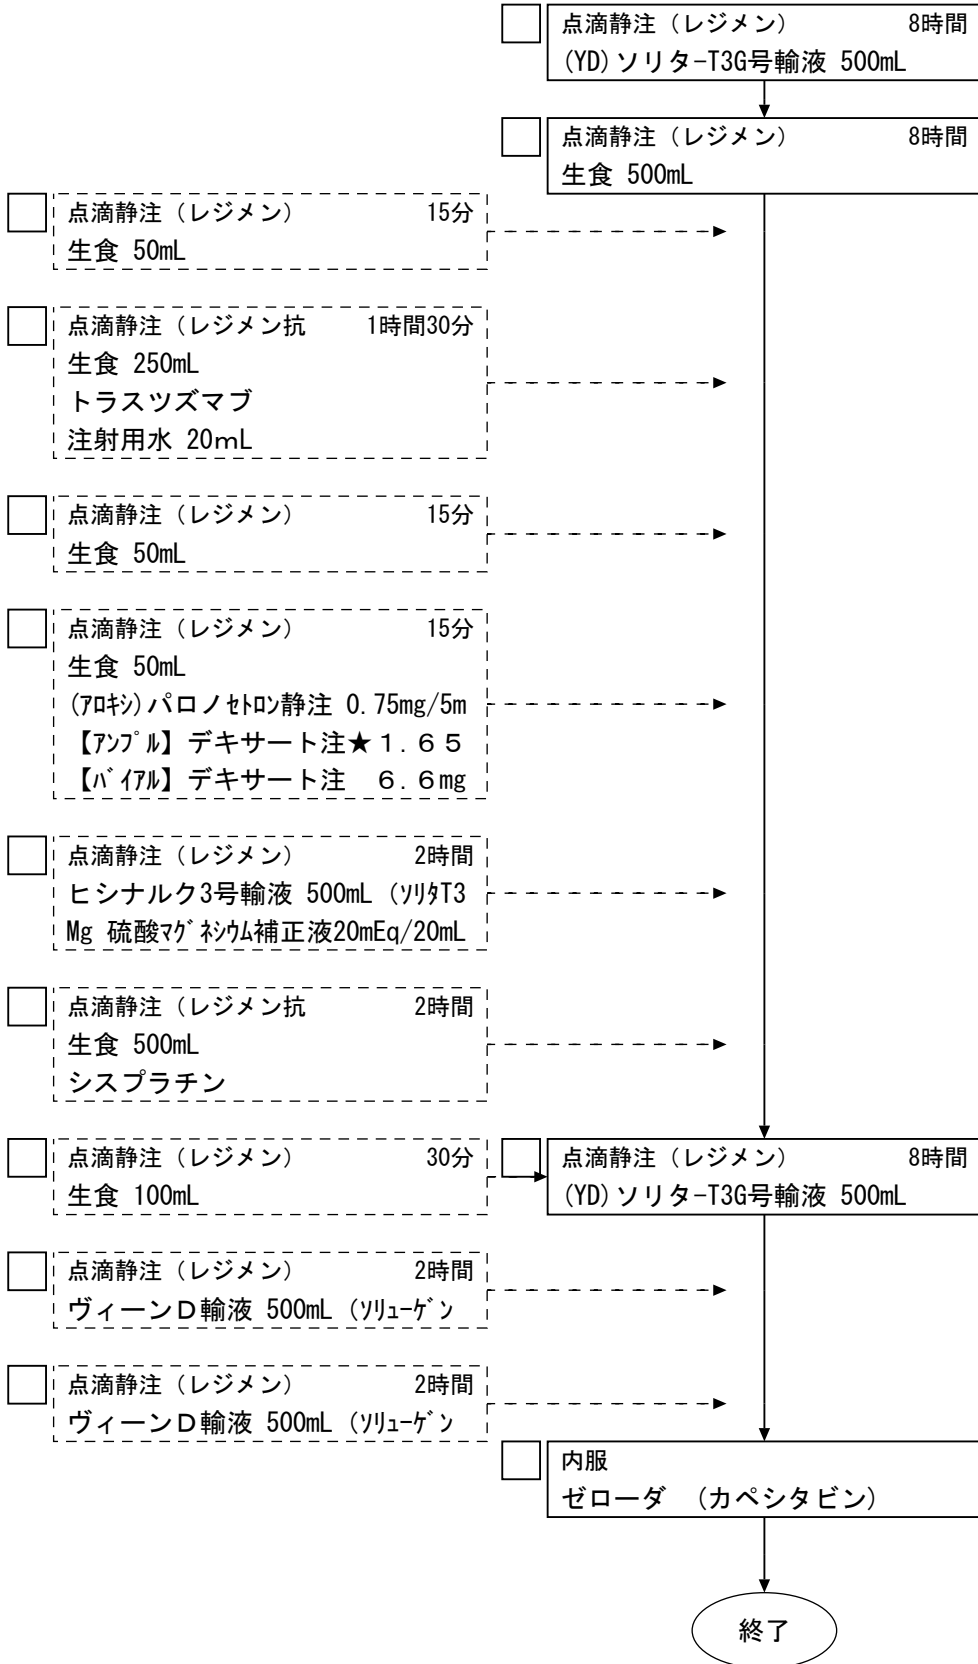 点滴静注（レジメン） 8時間
(YD)ソリタ-T3G号輸液 500mL
点滴静注（レジメン） 8時間
生食 500mL
点滴静注（レジメン） 15分
生食 50mL
点滴静注（レジメン抗 1時間30分
生食 250mL
トラスツズマブ
注射用水 20ｍL
点滴静注（レジメン） 15分
生食 50mL
点滴静注（レジメン） 15分
生食 50mL
(ｱﾛｷｼ)パロノｾﾄﾛﾝ静注 0.75mg/5m
【ｱﾝﾌﾟﾙ】デキサート注★１.６５
【ﾊﾞｲｱﾙ】デキサート注　６.６mg
点滴静注（レジメン） 2時間
ヒシナルク3号輸液 500mL (ｿﾘﾀT3
Mg 硫酸ﾏｸﾞﾈｼｳﾑ補正液20mEq/20mL
点滴静注（レジメン抗 2時間
生食 500mL
シスプラチン
点滴静注（レジメン） 30分
生食 100mL
点滴静注（レジメン） 8時間
(YD)ソリタ-T3G号輸液 500mL
点滴静注（レジメン） 2時間
ヴィーンＤ輸液 500mL (ｿﾘｭｰｹﾞﾝ
点滴静注（レジメン） 2時間
ヴィーンＤ輸液 500mL (ｿﾘｭｰｹﾞﾝ
内服
ゼローダ （カペシタビン）
終了